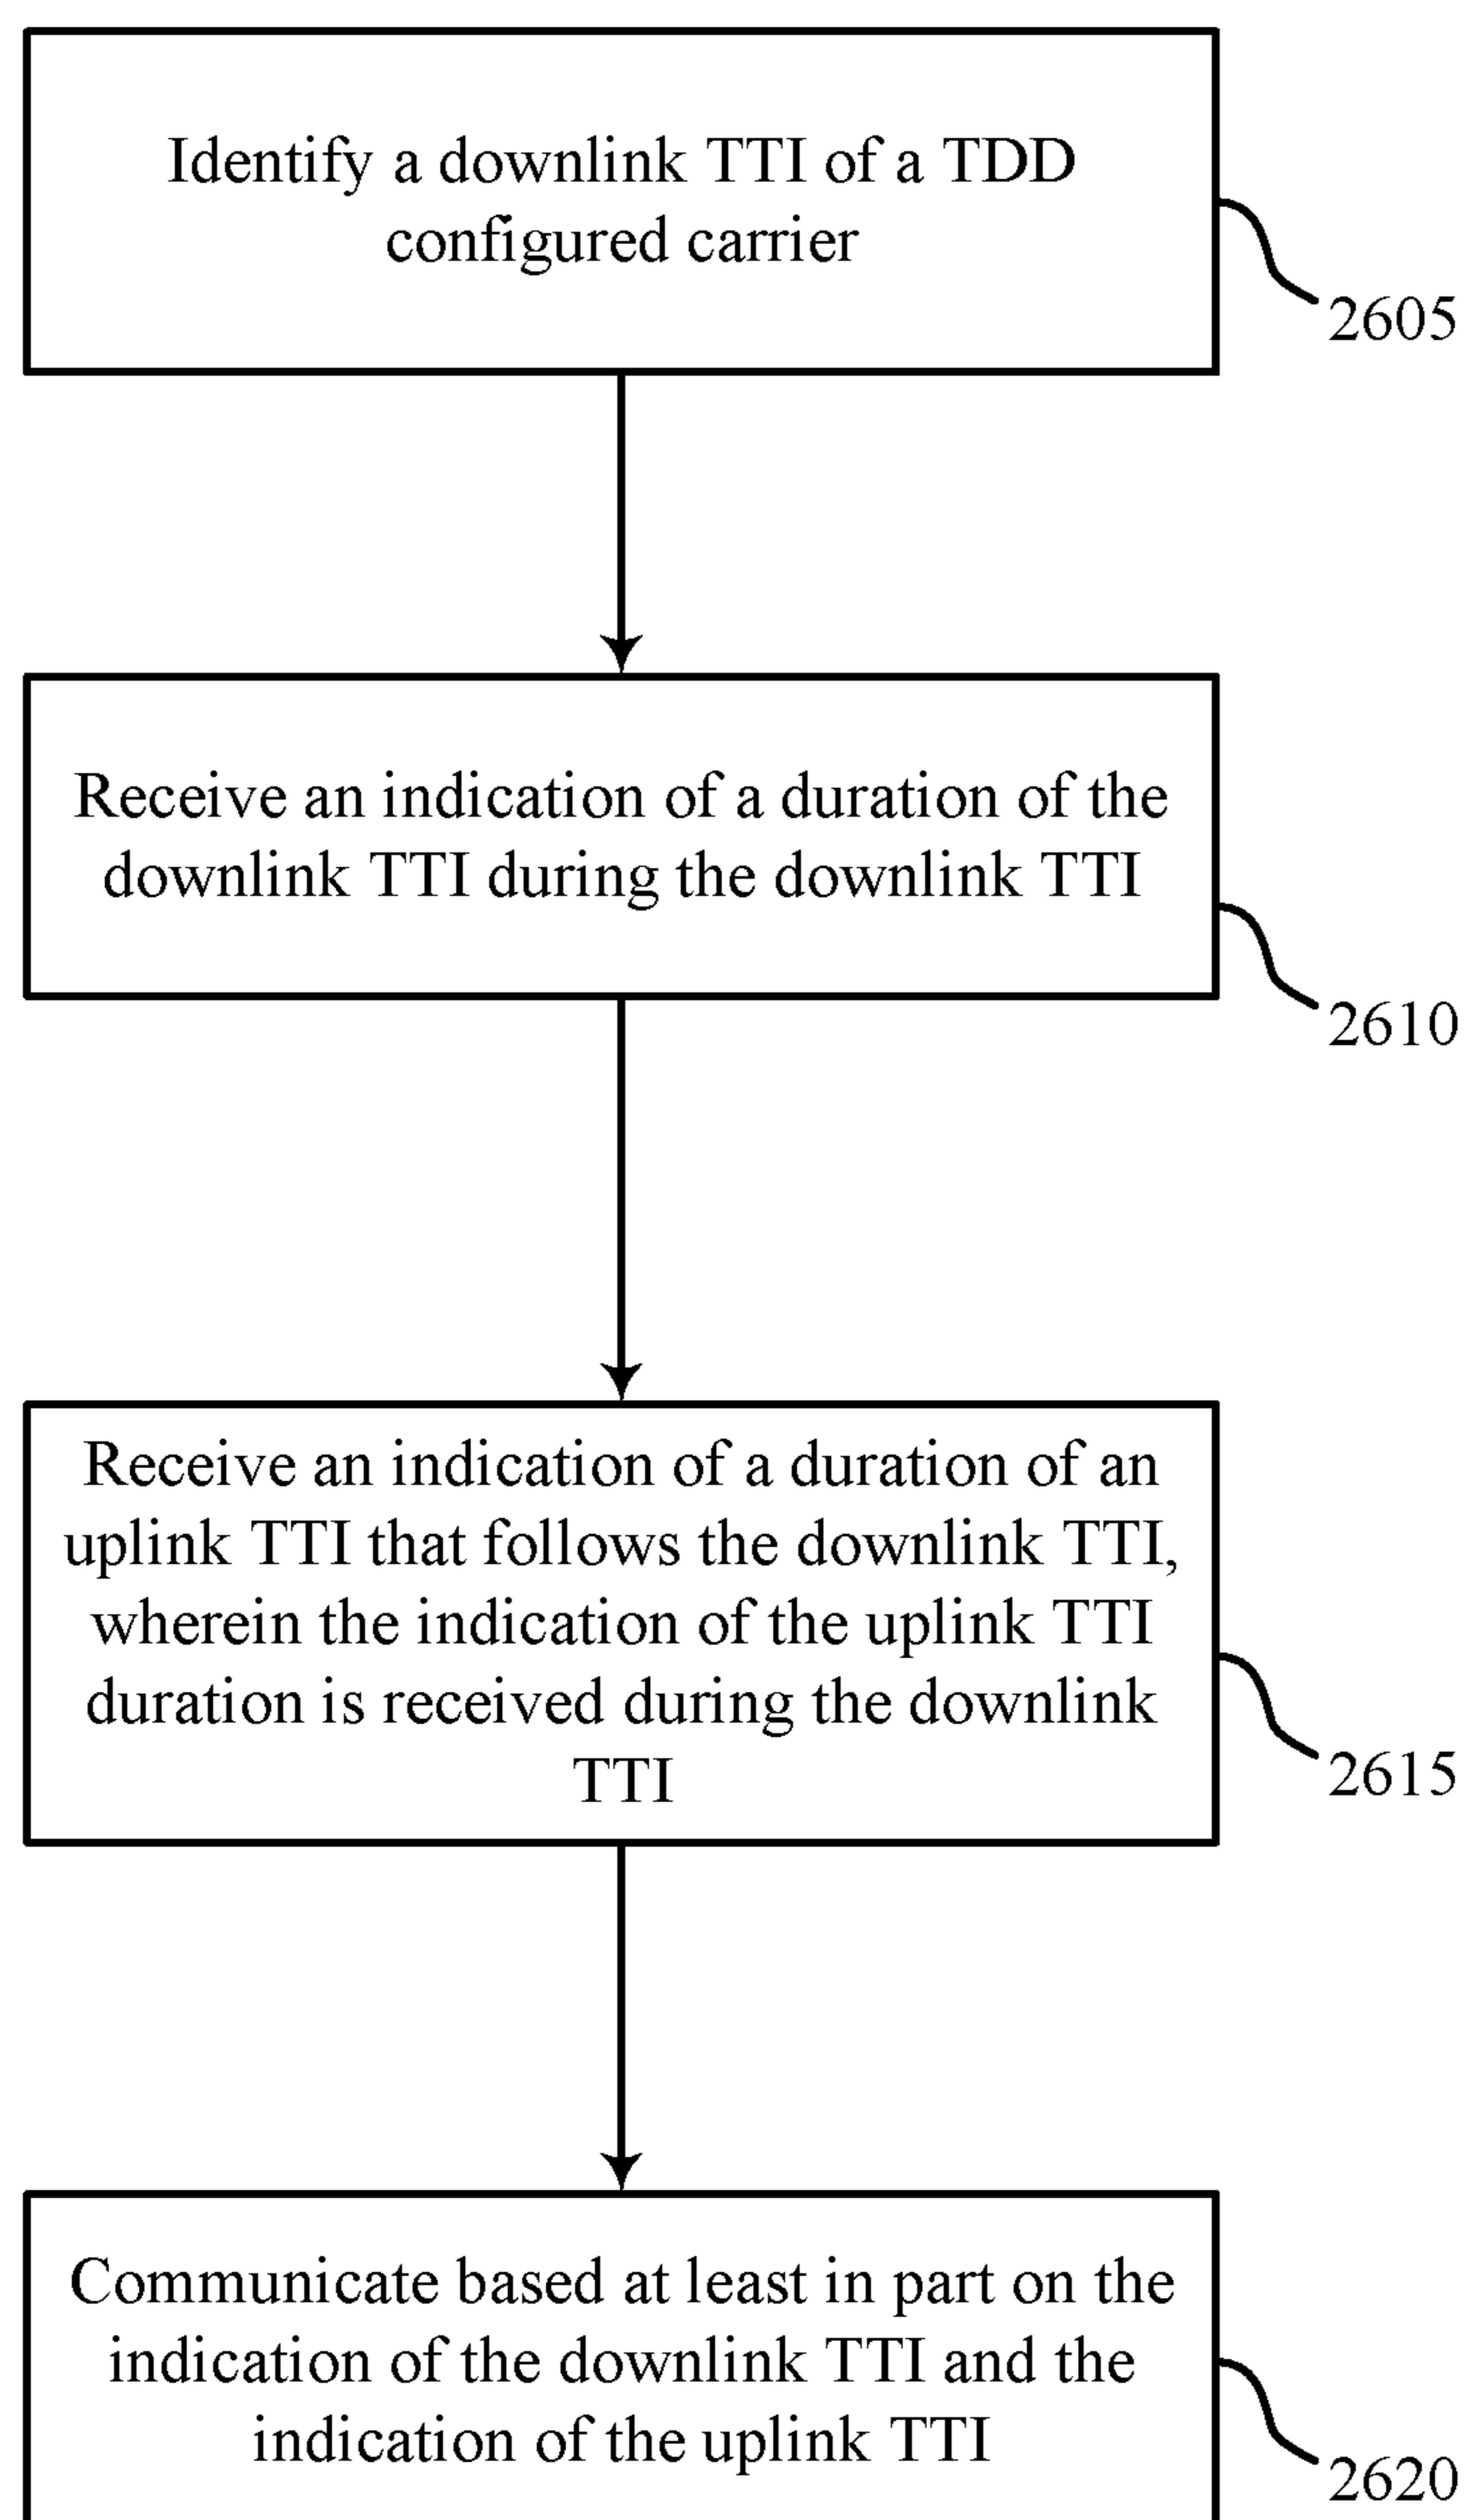 Identify a downlink TTI of a TDD
configured carrier
2605
Receive an indication of a duration of the
downlink TTI during the downlink TTI
2610
Receive an indication of a duration of an
uplink TTI that follows the downlink TTI,
wherein the indication of the uplink TTI
duration is received during the downlink
TTI
2615
Communicate based at least in part on the
indication of the downlink TTI and the
indication of the uplink TTI
2620